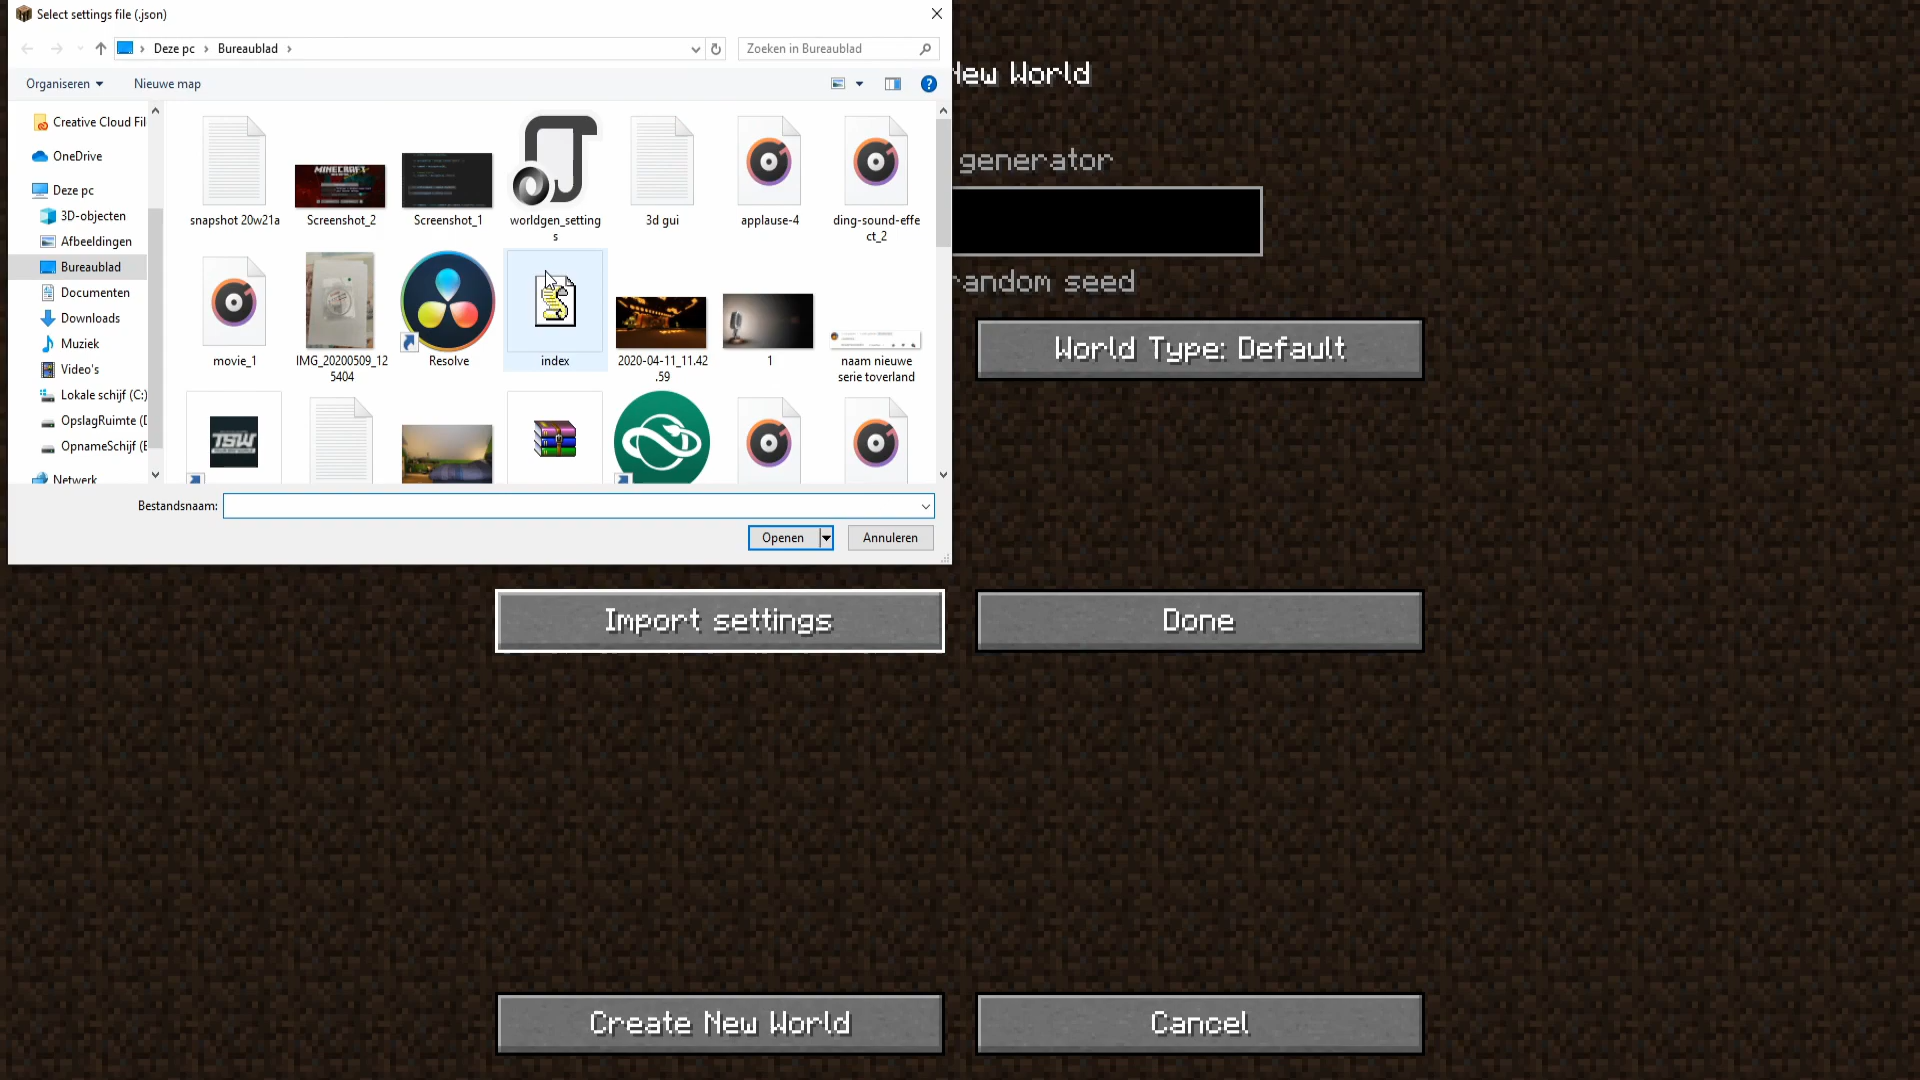 Select settings file (.json)
Deze pc
Bureaublad
Zoeken in Bureaublad
Organiseren
Nieuwe map
Creative Cloud Fil
OneDrive
Deze pc
3D-objecten
Afbeeldingen
Bureaublad
Documenten
Downloads
Muziek
Video's
Lokale schijf (C:)
OpslagRuimte (D
OpnameSchijf (E
Netwerk
snapshot 20w21a
Screenshot_2
Screenshot_1
worldgen_setting
s
3d gui
applause-4
ding-sound-effe
ct_2
movie_1
IMG_20200509_12
5404
Resolve
index
2020-04-11_11.42
.59
1
naam nieuwe
serie toverland
MINECRAFT
TSW
Bestandsnaam:
Openen
Annuleren
New World
generator
random seed
World Type: Default
Import settings
Done
Create New World
Cancel